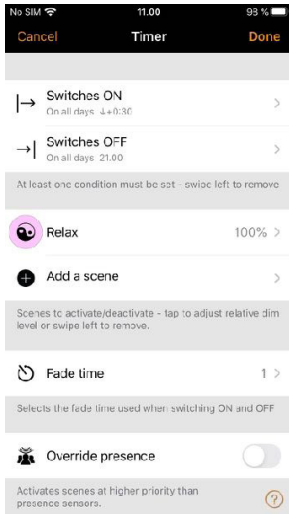 No SIM 11.00 98 %
Cancel Timer Done
Switches ON
On all days ↓+0:30
Switches OFF
On all days 21.00
At least one condition must be set - swipe left to remove
Relax 100% >
Add a scene >
Scenes to activate/deactivate - tap to adjust relative dim
level or swipe left to remove.
Fade time 1 >
Selects the fade time used when switching ON and OFF
Override presence
Activates scenes at higher priority than
presence sensors. ?